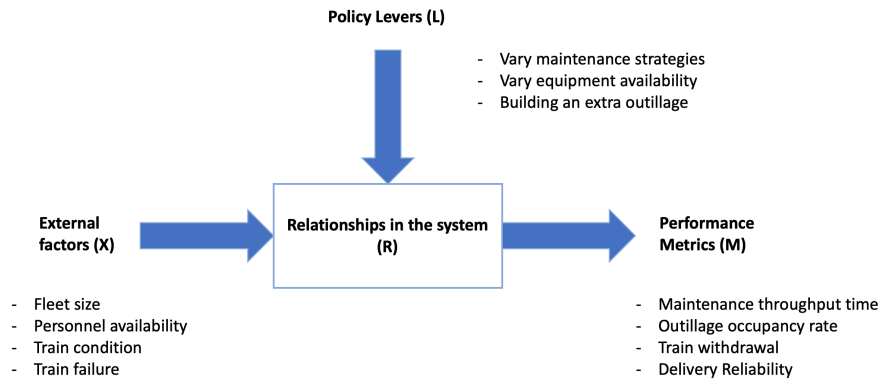 Policy Levers (L)
- Vary maintenance strategies
- Vary equipment availability
- Building an extra outillage
External
factors (X)
Relationships in the system
(R)
Performance
Metrics (M)
- Fleet size
- Personnel availability
- Train condition
- Train failure
- Maintenance throughput time
- Outillage occupancy rate
- Train withdrawal
- Delivery Reliability